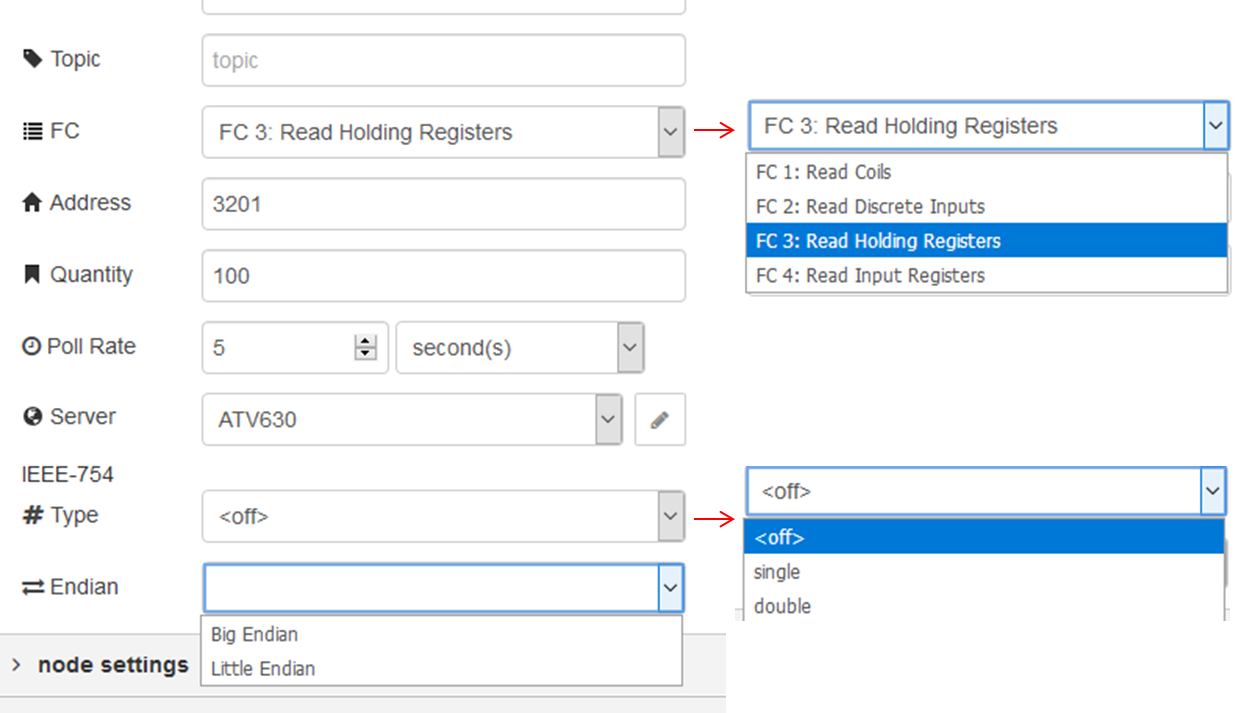 Topic
topic
FC
FC 3: Read Holding Registers
FC 3: Read Holding Registers
FC 1: Read Coils
FC 2: Read Discrete Inputs
FC 3: Read Holding Registers
FC 4: Read Input Registers
Address
3201
Quantity
100
Poll Rate
5
second(s)
Server
ATV630
IEEE-754
Type
<off>
<off>
<off>
single
double
Endian
Big Endian
Little Endian
node settings